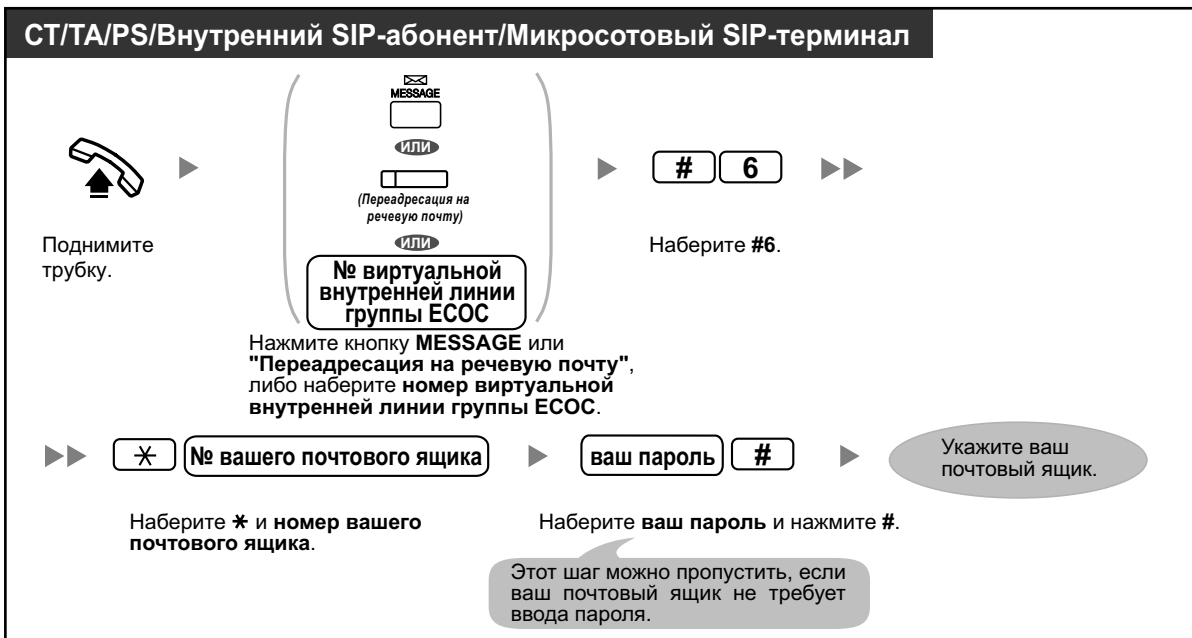 СТ/ТА/PS/Внутренний SIP-абонент/Микросотовый SIP-терминал
MESSAGE
или
(Переадресация на
речевую почту)
или
№ виртуальной
внутренней линии
группы ЕСОС
# 6
Поднимите
трубку.
Наберите #6.
Нажмите кнопку MESSAGE или
"Переадресация на речевую почту",
либо наберите номер виртуальной
внутренней линии группы ЕСОС.
* № вашего почтового ящика
ваш пароль #
Укажите ваш
почтовый ящик.
Наберите * и номер вашего
почтового ящика.
Наберите ваш пароль и нажмите #.
Этот шаг можно пропустить, если
ваш почтовый ящик не требует
ввода пароля.